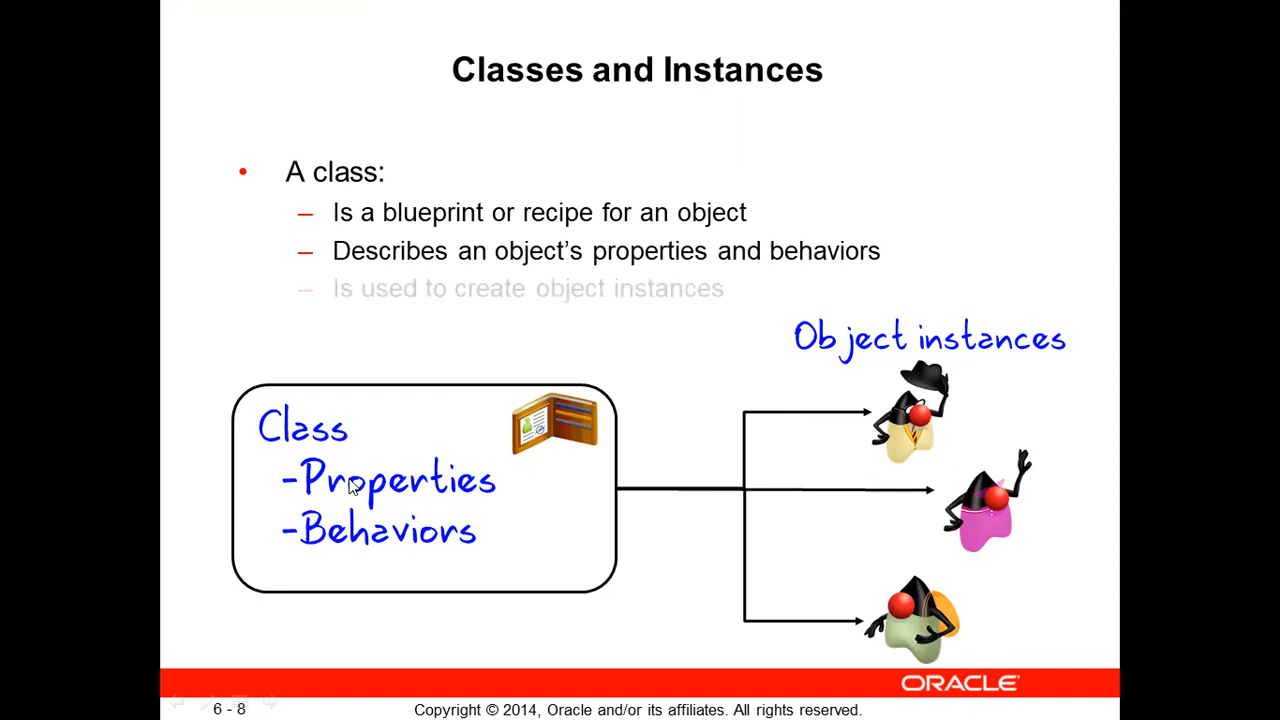 Classes and Instances
• A class:
– Is a blueprint or recipe for an object
– Describes an object's properties and behaviors
– Is used to create object instances
Object instances
Class
-Properties
-Behaviors
ORACLE
6 - 8
Copyright © 2014, Oracle and/or its affiliates. All rights reserved.